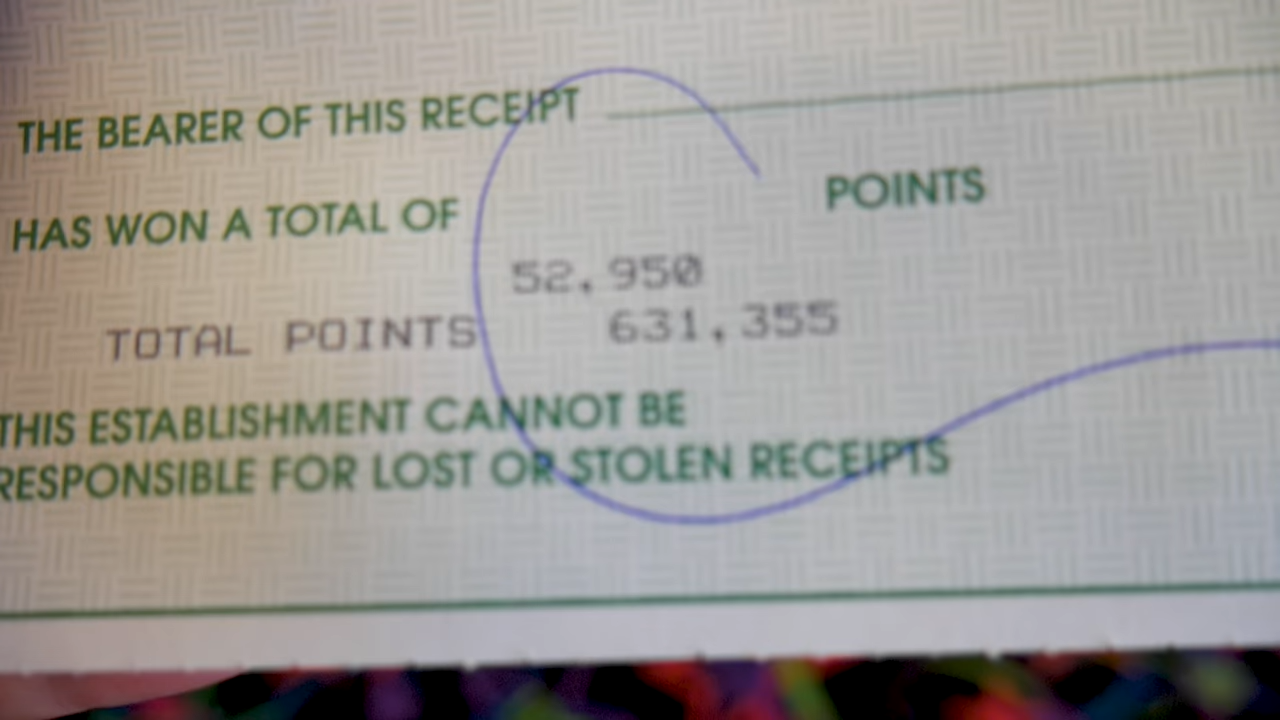 THE BEARER OF THIS RECEIPT
HAS WON A TOTAL OF POINTS
52,950
TOTAL POINTS 631,355
THIS ESTABLISHMENT CANNOT BE
RESPONSIBLE FOR LOST OR STOLEN RECEIPTS